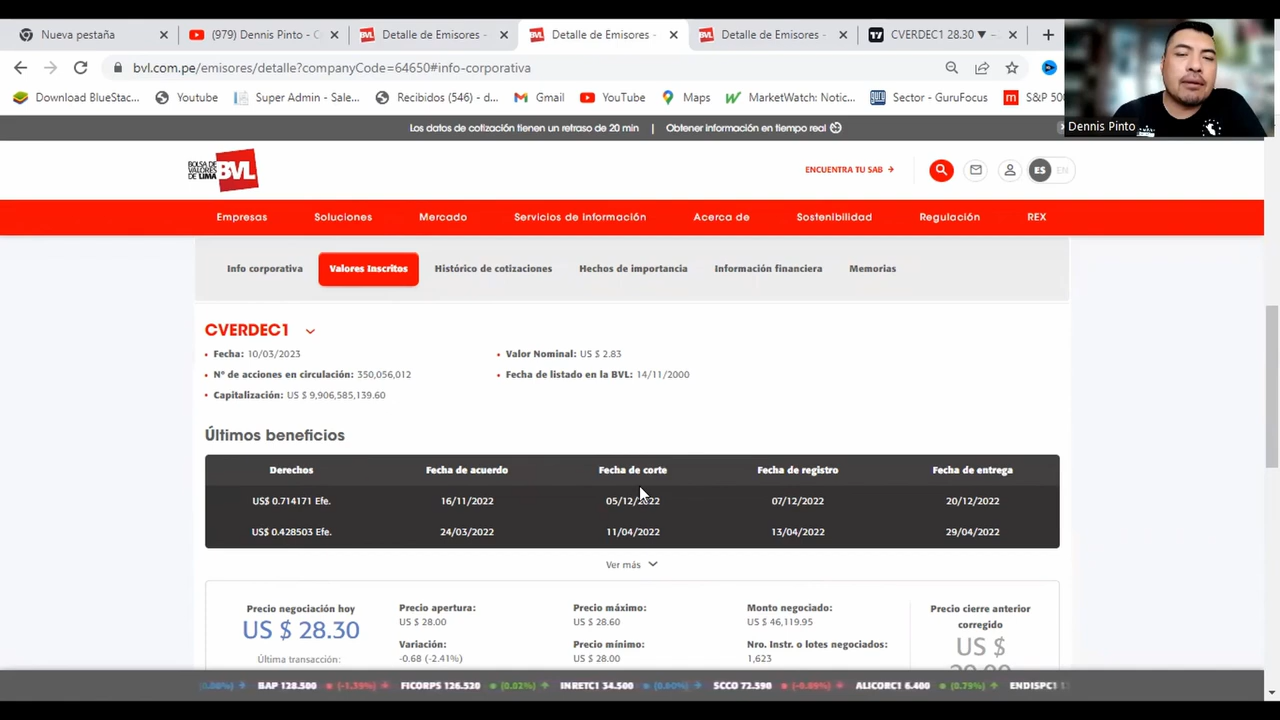 Nueva pestaña
(979) Dennis Pinto - C
Detalle de Emisores -
Detalle de Emisores -
Detalle de Emisores -
CVERDEC1 28.30 ▼ -
bvl.com.pe/emisores/detalle?companyCode=64650#info-corporativa
Download BlueStac...
Youtube
Super Admin - Sale...
Recibidos (546) - d...
Gmail
YouTube
Maps
MarketWatch: Notic...
Sector - GuruFocus
S&P 500
Dennis Pinto
Los datos de cotización tienen un retraso de 20 min | Obtener información en tiempo real
BOLSA DE
VALORES
DE LIMA
BVL
ENCUENTRA TU SAB →
ES EN
Empresas Soluciones Mercado Servicios de información Acerca de Sostenibilidad Regulación REX
Info corporativa Valores Inscritos Histórico de cotizaciones Hechos de importancia Información financiera Memorias
CVERDEC1
• Fecha: 10/03/2023 • Valor Nominal: US $ 2.83
• Nº de acciones en circulación: 350,056,012 • Fecha de listado en la BVL: 14/11/2000
• Capitalización: US $ 9,906,585,139.60
Últimos beneficios
Derechos Fecha de acuerdo Fecha de corte Fecha de registro Fecha de entrega
US$ 0.714171 Efe. 16/11/2022 05/12/2022 07/12/2022 20/12/2022
US$ 0.428503 Efe. 24/03/2022 11/04/2022 13/04/2022 29/04/2022
Ver más
Precio negociación hoy
US $ 28.30
Última transacción:
Precio apertura:
US $ 28.00
Variación:
-0.68 (-2.41%)
Precio máximo:
US $ 28.60
Precio mínimo:
US $ 28.00
Monto negociado:
US $ 46,119.95
Nro. Instr. o lotes negociados:
1,623
Precio cierre anterior
corregido
US $
BAP 128.500 (-1.39%) FICORPS 126.520 (0.02%) INRETC1 34.500 (0.80%) SCCO 72.590 (-0.89%) ALICORC1 6.400 (0.79%) ENDISPC1